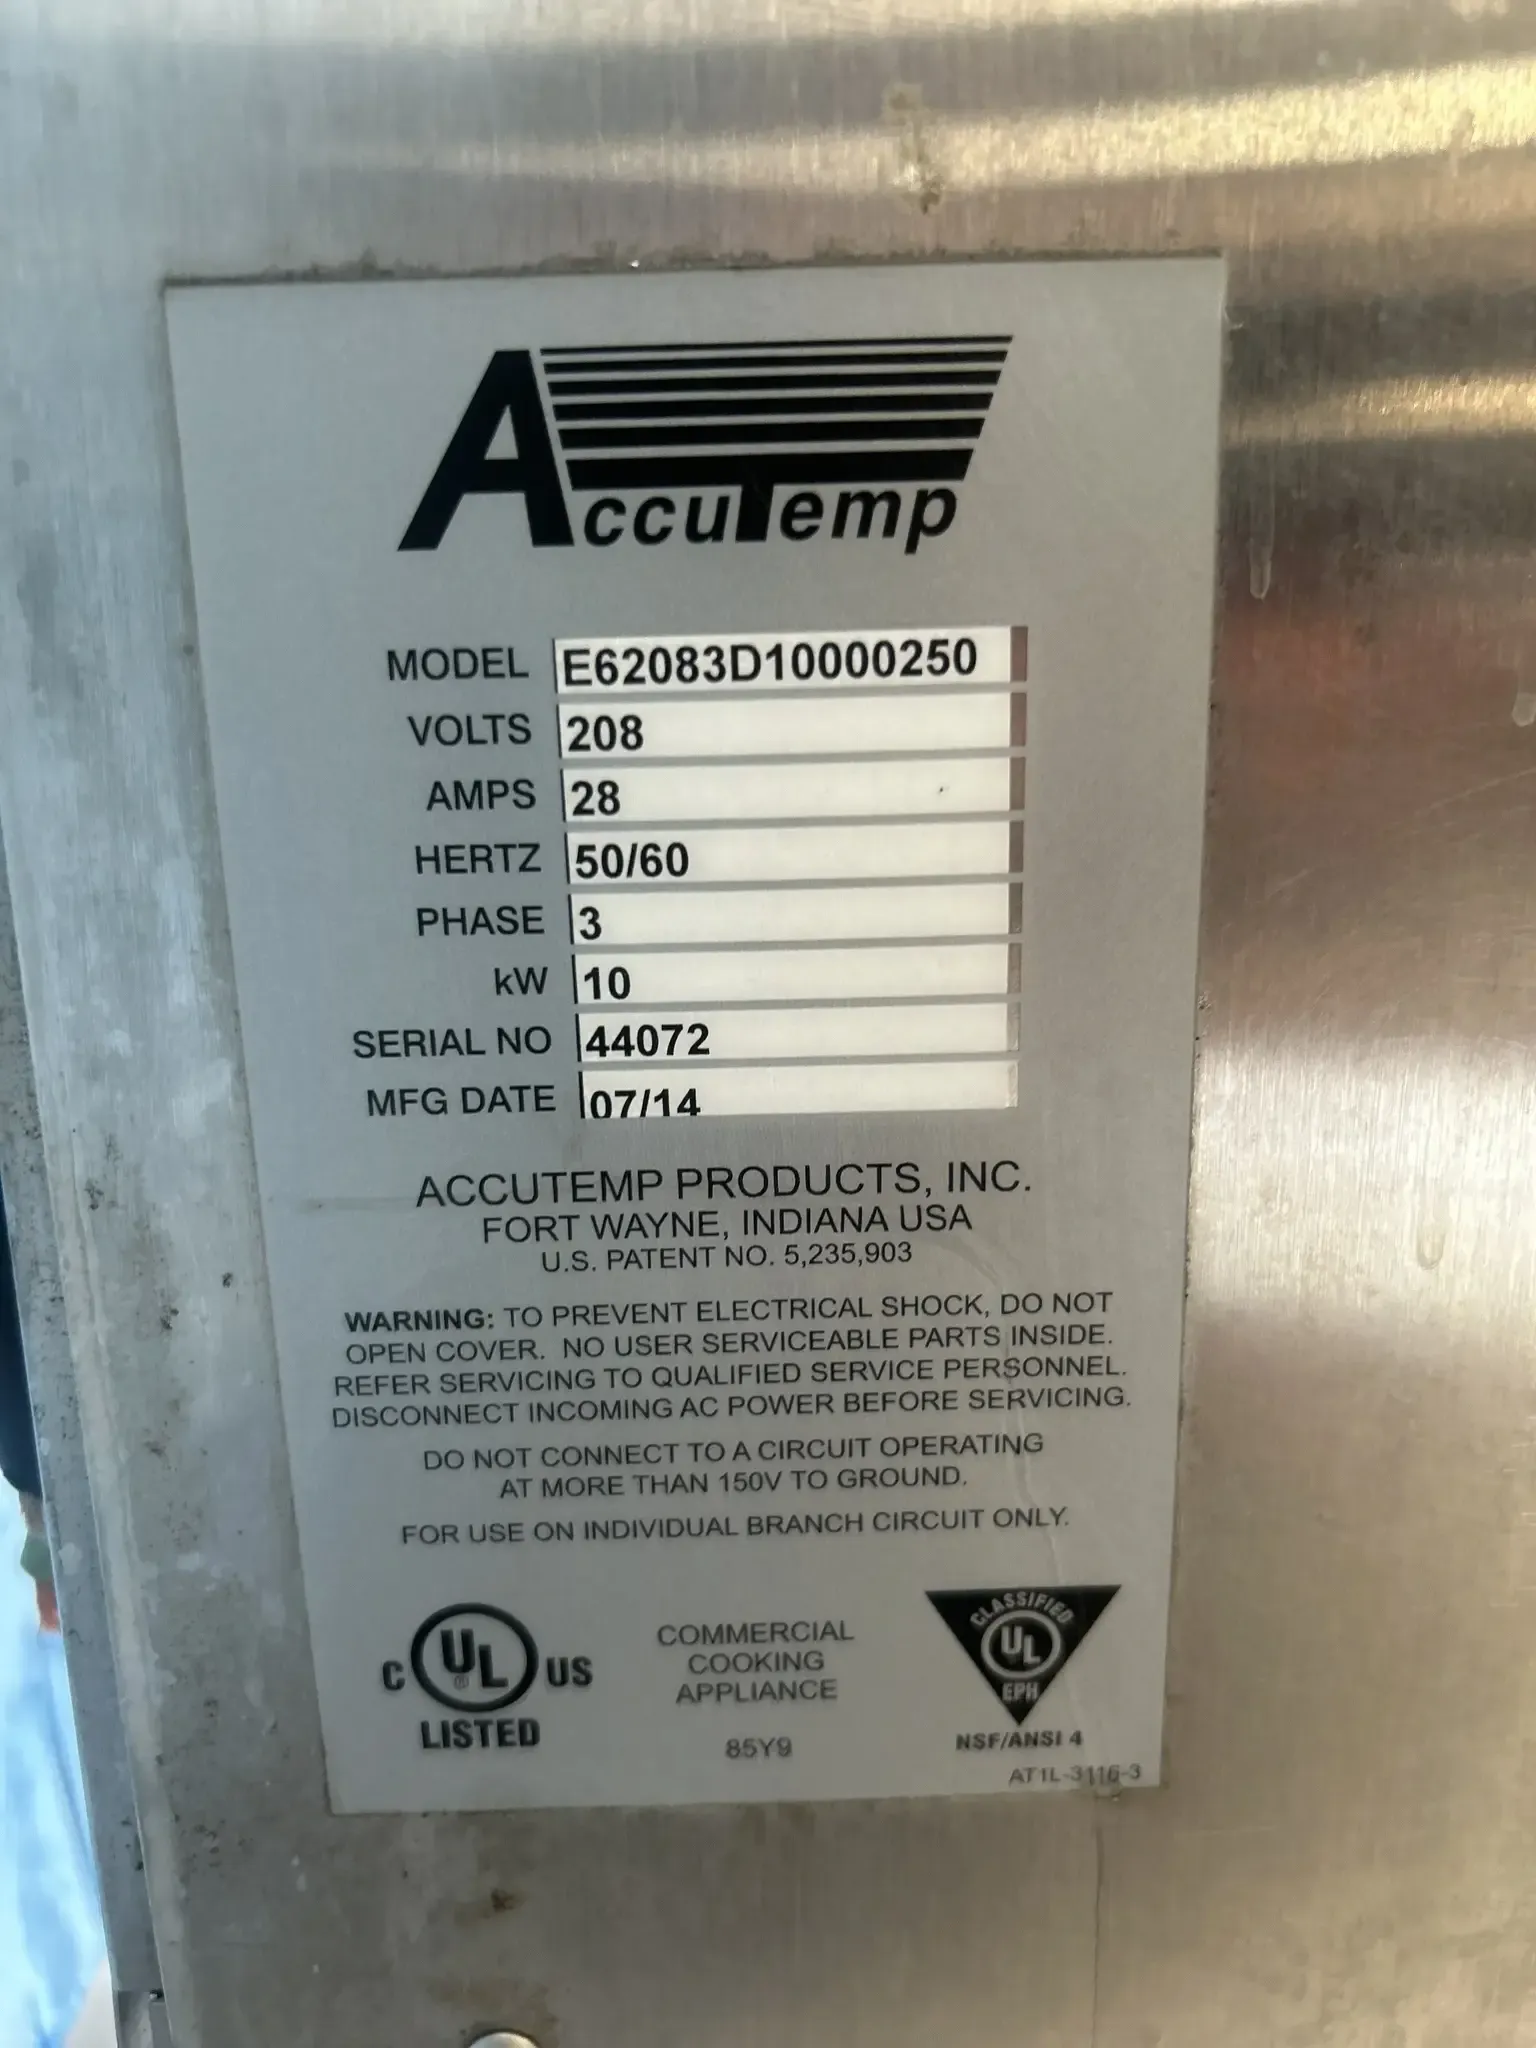 AccuTemp
MODEL E62083D10000250
VOLTS 208
AMPS 28
HERTZ 50/60
PHASE 3
kW 10
SERIAL NO 44072
MFG DATE 07/14
ACCUTEMP PRODUCTS, INC.
FORT WAYNE, INDIANA USA
U.S. PATENT NO. 5,235,903
WARNING: TO PREVENT ELECTRICAL SHOCK, DO NOT
OPEN COVER. NO USER SERVICEABLE PARTS INSIDE.
REFER SERVICING TO QUALIFIED SERVICE PERSONNEL.
DISCONNECT INCOMING AC POWER BEFORE SERVICING.
DO NOT CONNECT TO A CIRCUIT OPERATING
AT MORE THAN 150V TO GROUND.
FOR USE ON INDIVIDUAL BRANCH CIRCUIT ONLY.
C UL® US
LISTED
COMMERCIAL
COOKING
APPLIANCE
85Y9
CLASSIFIED
UL
EPH
NSF/ANSI 4
AT1L-3116-3